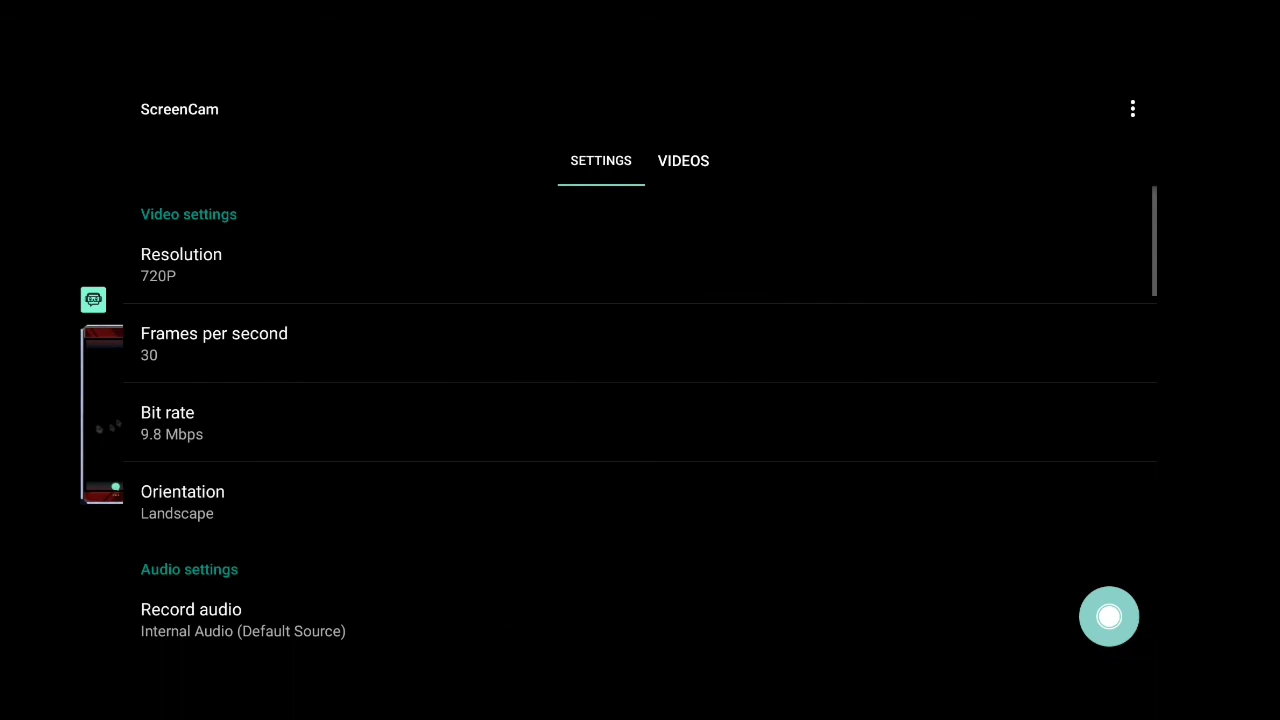 ScreenCam
SETTINGS VIDEOS
Video settings
Resolution
720P
Frames per second
30
Bit rate
9.8 Mbps
Orientation
Landscape
Audio settings
Record audio
Internal Audio (Default Source)